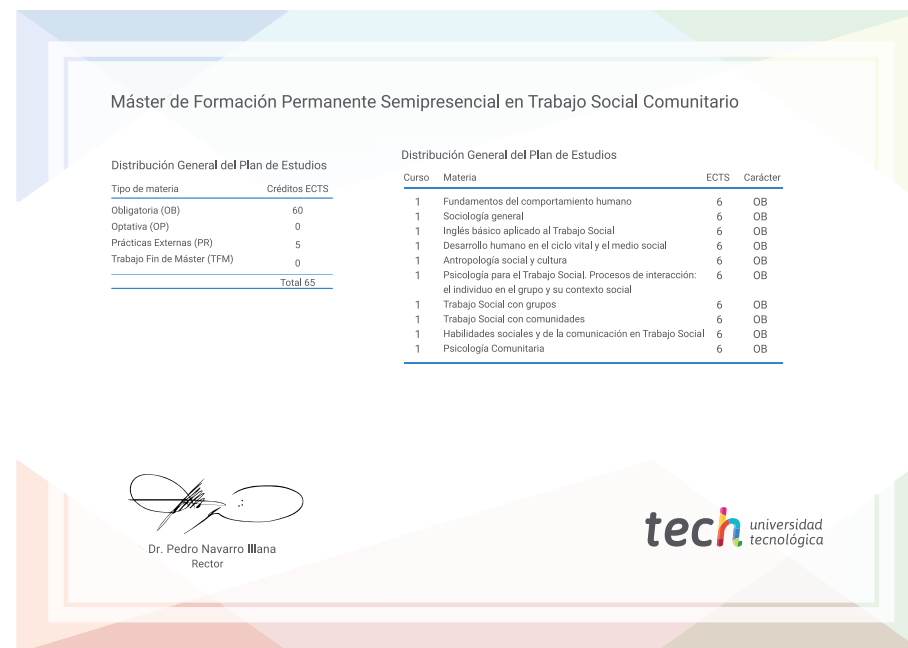 Máster de Formación Permanente Semipresencial en Trabajo Social Comunitario
Distribución General del Plan de Estudios
Tipo de materia Créditos ECTS
Obligatoria (OB) 60
Optativa (OP) 0
Prácticas Externas (PR) 5
Trabajo Fin de Máster (TFM) 0
Total 65
Distribución General del Plan de Estudios
Curso Materia ECTS Carácter
1 Fundamentos del comportamiento humano 6 OB
1 Sociología general 6 OB
1 Inglés básico aplicado al Trabajo Social 6 OB
1 Desarrollo humano en el ciclo vital y el medio social 6 OB
1 Antropología social y cultura 6 OB
1 Psicología para el Trabajo Social. Procesos de interacción: 6 OB
el individuo en el grupo y su contexto social
1 Trabajo Social con grupos 6 OB
1 Trabajo Social con comunidades 6 OB
1 Habilidades sociales y de la comunicación en Trabajo Social 6 OB
1 Psicología Comunitaria 6 OB
Dr. Pedro Navarro Illana
Rector
tech universidad
tecnológica